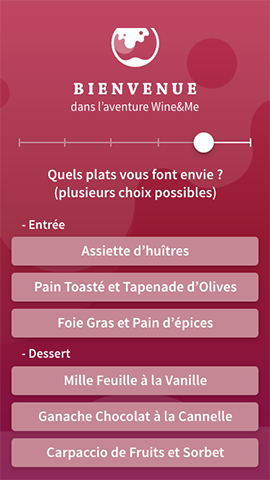 BIENVENUE
dans l’aventure Wine&Me
Quels plats vous font envie ?
(plusieurs choix possibles)
- Entrée
Assiette d’huîtres
Pain Toasté et Tapenade d’Olives
Foie Gras et Pain d’épices
- Dessert
Mille Feuille à la Vanille
Ganache Chocolat à la Cannelle
Carpaccio de Fruits et Sorbet